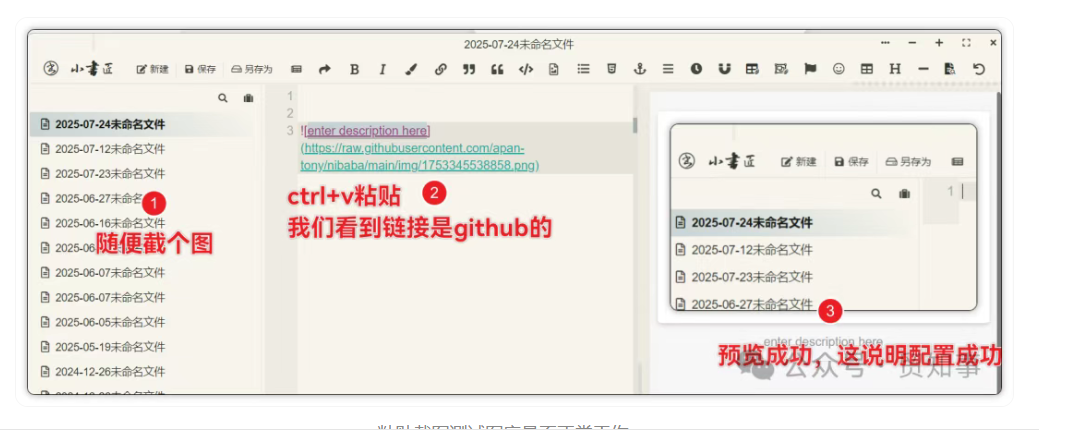 2025-07-24未命名文件
小书匠 新建 保存 另存为
2025-07-24未命名文件
2025-07-12未命名文件
2025-07-23未命名文件
2025-06-27未命名
1
2025-06-16未命名文件
随便截个图
2025-06-07未命名文件
2025-06-07未命名文件
2025-06-05未命名文件
2025-05-19未命名文件
2024-12-26未命名文件
1
2
3 ![enter description here]
(https://raw.githubusercontent.com/apan-
tony/nibaba/main/img/1753345538858.png)
ctrl+v粘贴 2
我们看到链接是github的
小书匠 新建 保存 另存为
1
2025-07-24未命名文件
2025-07-12未命名文件
2025-07-23未命名文件
2025-06-27未命名文件
3
enter description here
预览成功，这说明配置成功
公众号